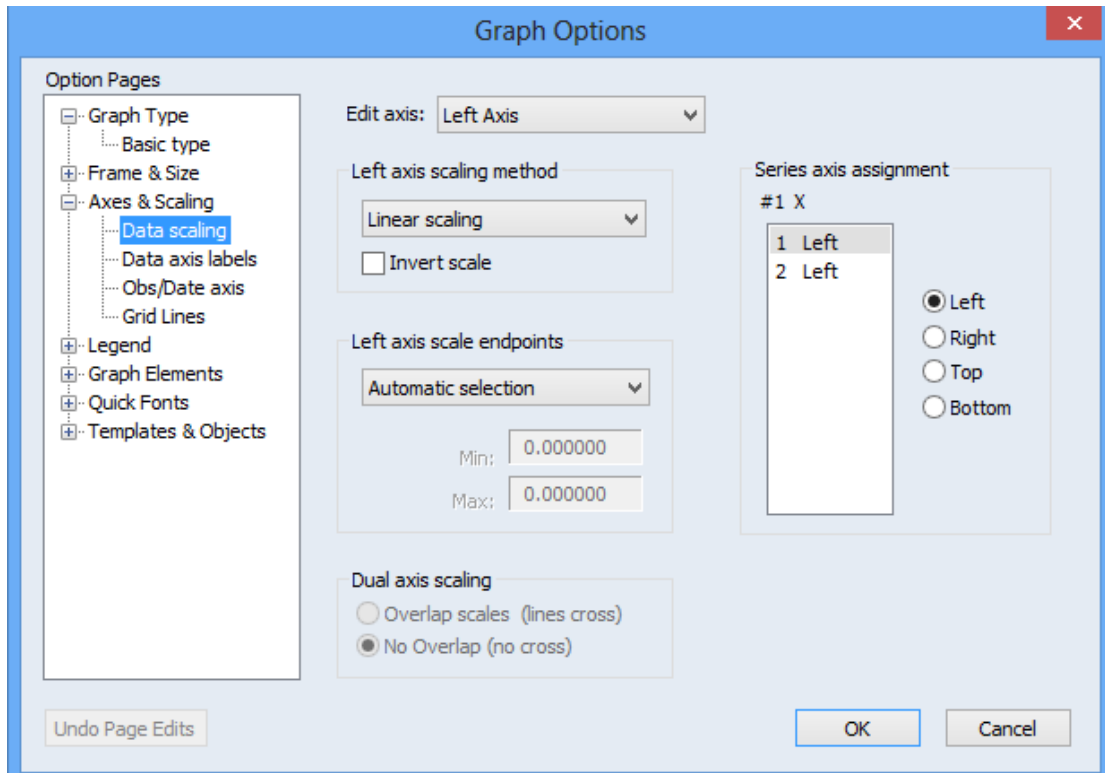 Graph Options
Option Pages
Graph Type
Basic type
Frame & Size
Axes & Scaling
Data scaling
Data axis labels
Obs/Date axis
Grid Lines
Legend
Graph Elements
Quick Fonts
Templates & Objects
Edit axis: Left Axis
Left axis scaling method
Linear scaling
Invert scale
Left axis scale endpoints
Automatic selection
Min: 0.000000
Max: 0.000000
Dual axis scaling
Overlap scales (lines cross)
No Overlap (no cross)
Series axis assignment
#1 X
1 Left
2 Left
Left
Right
Top
Bottom
Undo Page Edits
OK
Cancel